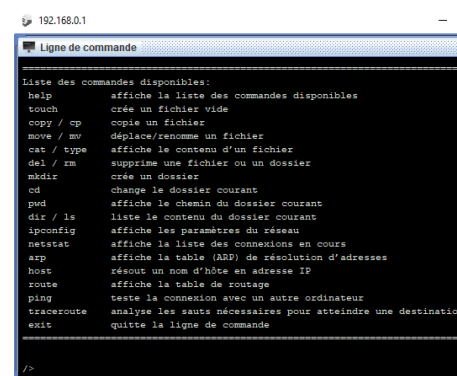 192.168.0.1
Ligne de commande
Liste des commandes disponibles:
help affiche la liste des commandes disponibles
touch crée un fichier vide
copy / cp copie un fichier
move / mv déplace/renomme un fichier
cat / type affiche le contenu d'un fichier
del / rm supprime une fichier ou un dossier
mkdir crée un dossier
cd change le dossier courant
pwd affiche le chemin du dossier courant
dir / ls liste le contenu du dossier courant
ipconfig affiche les paramètres du réseau
netstat affiche la liste des connexions en cours
arp affiche la table (ARP) de résolution d'adresses
host résout un nom d'hôte en adresse IP
route affiche la table de routage
ping teste la connexion avec un autre ordinateur
traceroute analyse les sauts nécessaires pour atteindre une destinatio
exit quitte la ligne de commande
/>